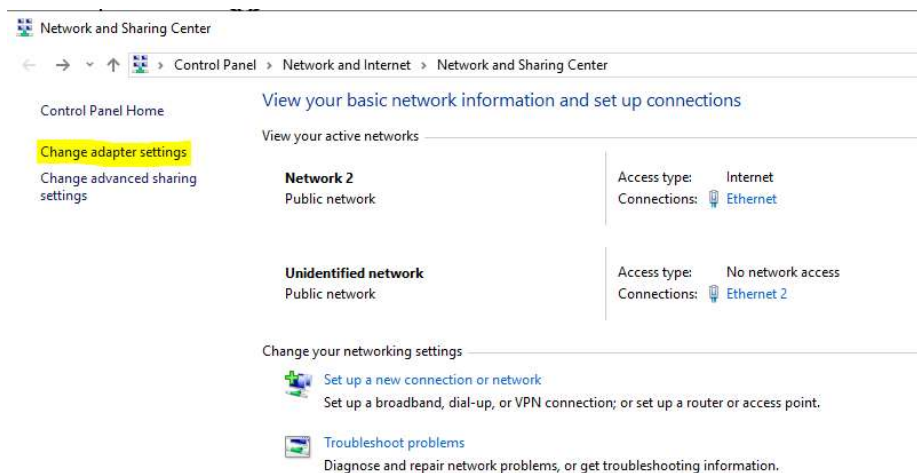 Network and Sharing Center
Control Panel > Network and Internet > Network and Sharing Center
Control Panel Home
Change adapter settings
Change advanced sharing
settings
View your basic network information and set up connections
View your active networks
Network 2
Public network
Access type: Internet
Connections: Ethernet
Unidentified network
Public network
Access type: No network access
Connections: Ethernet 2
Change your networking settings
Set up a new connection or network
Set up a broadband, dial-up, or VPN connection; or set up a router or access point.
Troubleshoot problems
Diagnose and repair network problems, or get troubleshooting information.